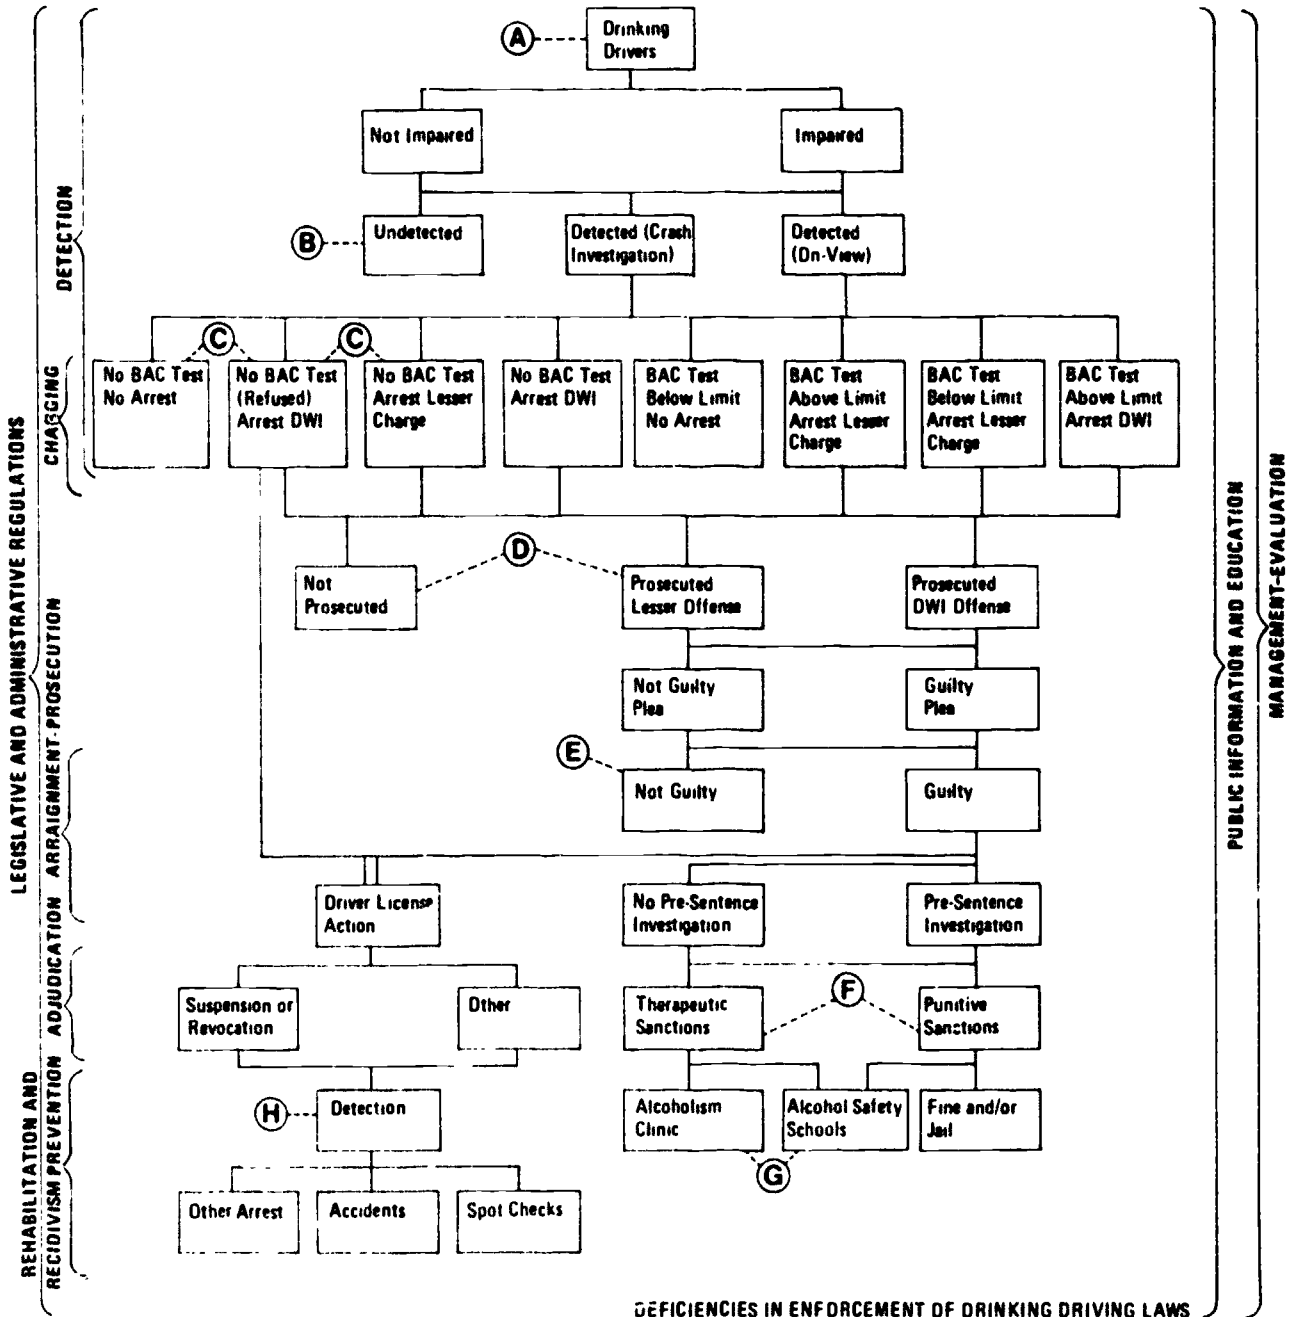 A
Drinking
Drivers
Not Impaired
Impaired
B
Undetected
Detected (Crash
Investigation)
Detected
(On-View)
C
C
No BAC Test
No Arrest
No BAC Test
(Refused)
Arrest DWI
No BAC Test
Arrest Lesser
Charge
No BAC Test
Arrest DWI
BAC Test
Below Limit
No Arrest
BAC Test
Above Limit
Arrest Lesser
Charge
BAC Test
Below Limit
Arrest Lesser
Charge
BAC Test
Above Limit
Arrest DWI
D
Not
Prosecuted
Prosecuted
Lesser Offense
Prosecuted
DWI Offense
Not Guilty
Plea
Guilty
Plea
E
Not Guilty
Guilty
Driver License
Action
No Pre-Sentence
Investigation
Pre-Sentence
Investigation
Suspension or
Revocation
Other
Therapeutic
Sanctions
F
Punitive
Sanctions
H
Detection
Alcoholism
Clinic
Alcohol Safety
Schools
Fine and/or
Jail
G
Other Arrest
Accidents
Spot Checks
DETECTION
CHARGING
ARRAIGNMENT-PROSECUTION
ADJUDICATION
REHABILITATION AND
RECIDIVISM PREVENTION
LEGISLATIVE AND ADMINISTRATIVE REGULATIONS
PUBLIC INFORMATION AND EDUCATION
MANAGEMENT-EVALUATION
DEFICIENCIES IN ENFORCEMENT OF DRINKING DRIVING LAWS